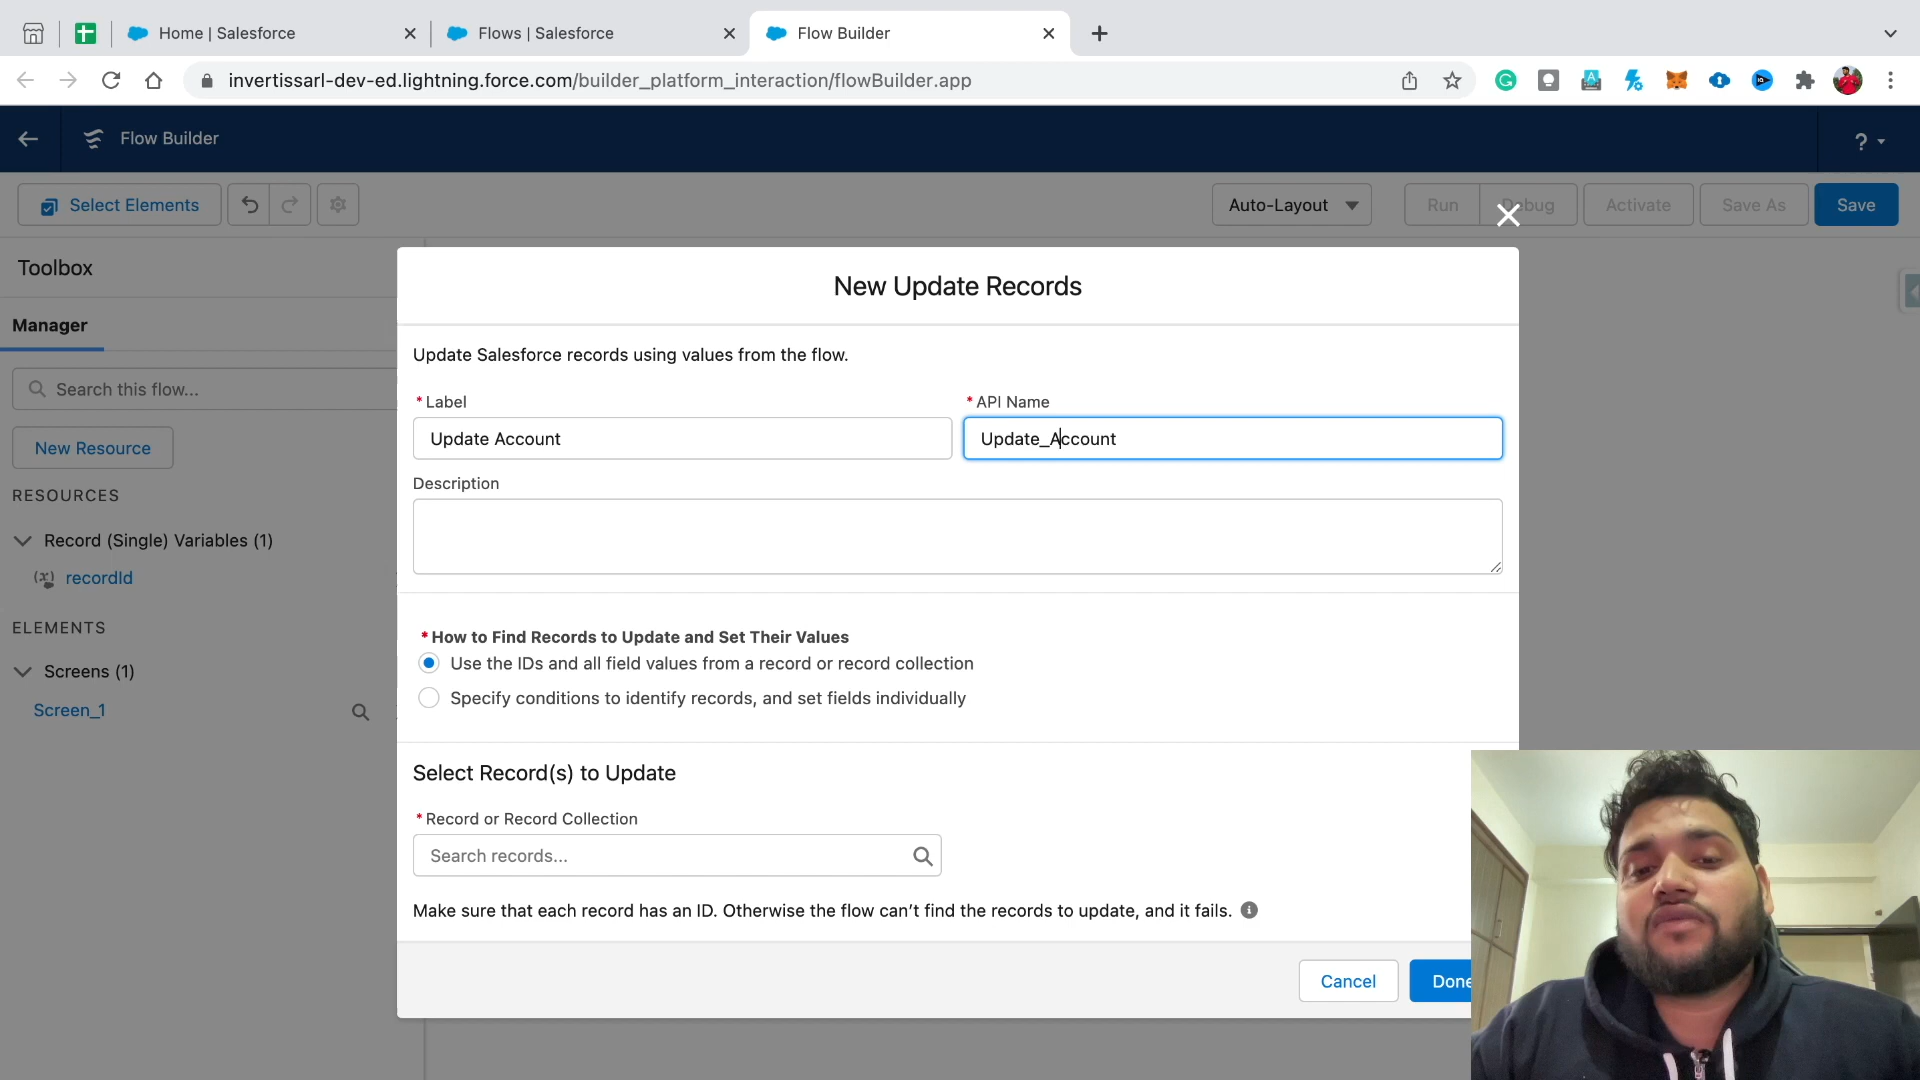 Home | Salesforce
Flows | Salesforce
Flow Builder
invertissarl-dev-ed.lightning.force.com/builder_platform_interaction/flowBuilder.app
Flow Builder
?
Select Elements
Auto-Layout
Run
Debug
Activate
Save As
Save
Toolbox
Manager
Search this flow...
New Resource
RESOURCES
Record (Single) Variables (1)
recordId
ELEMENTS
Screens (1)
Screen_1
New Update Records
Update Salesforce records using values from the flow.
* Label
* API Name
Update Account
Update_Account
Description
* How to Find Records to Update and Set Their Values
Use the IDs and all field values from a record or record collection
Specify conditions to identify records, and set fields individually
Select Record(s) to Update
* Record or Record Collection
Search records...
Make sure that each record has an ID. Otherwise the flow can't find the records to update, and it fails.
Cancel
Done